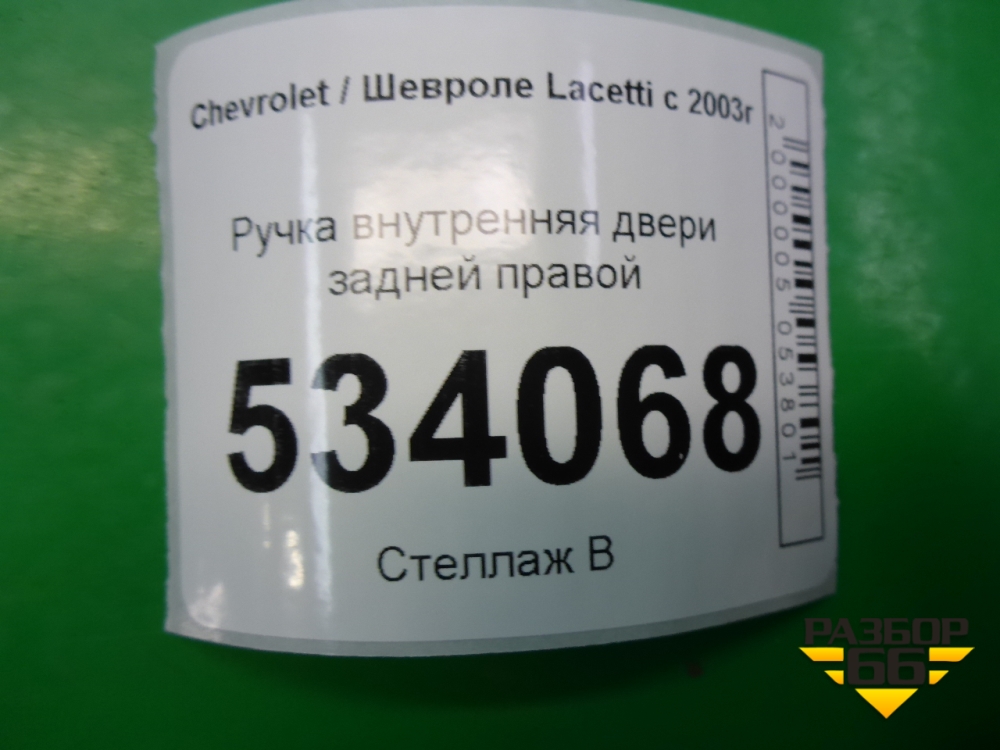 Chevrolet / Шевроле Lacetti с 2003г
Ручка внутренняя двери
задней правой
534068
Стеллаж В
2000005053801
РАЗБОР
66